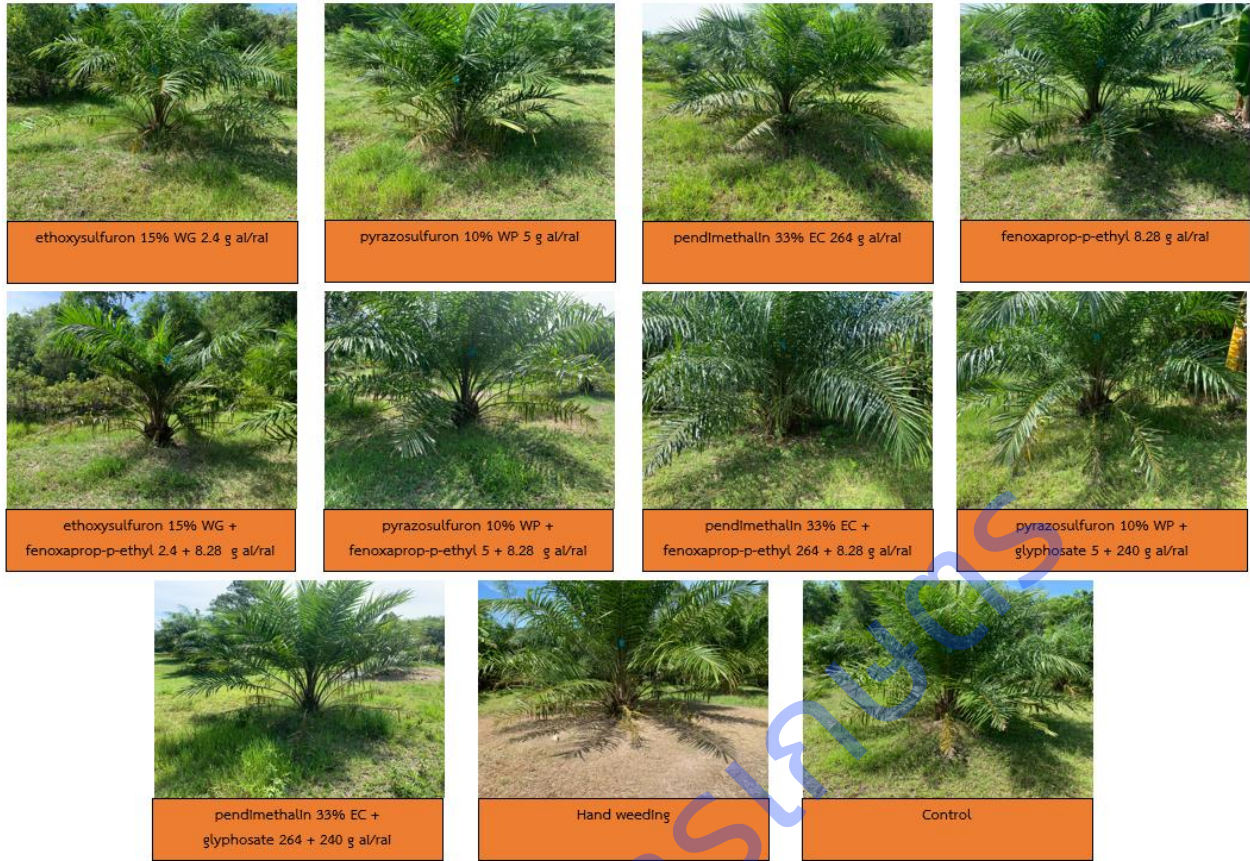 ethoxysulfuron 15% WG 2.4 g ai/rai
pyrazosulfuron 10% WP 5 g ai/rai
pendimethalin 33% EC 264 g ai/rai
fenoxaprop-p-ethyl 8.28 g ai/rai
ethoxysulfuron 15% WG +
fenoxaprop-p-ethyl 2.4 + 8.28 g ai/rai
pyrazosulfuron 10% WP +
fenoxaprop-p-ethyl 5 + 8.28 g ai/rai
pendimethalin 33% EC +
fenoxaprop-p-ethyl 264 + 8.28 g ai/rai
pyrazosulfuron 10% WP +
glyphosate 5 + 240 g ai/rai
pendimethalin 33% EC +
glyphosate 264 + 240 g ai/rai
Hand weeding
Control